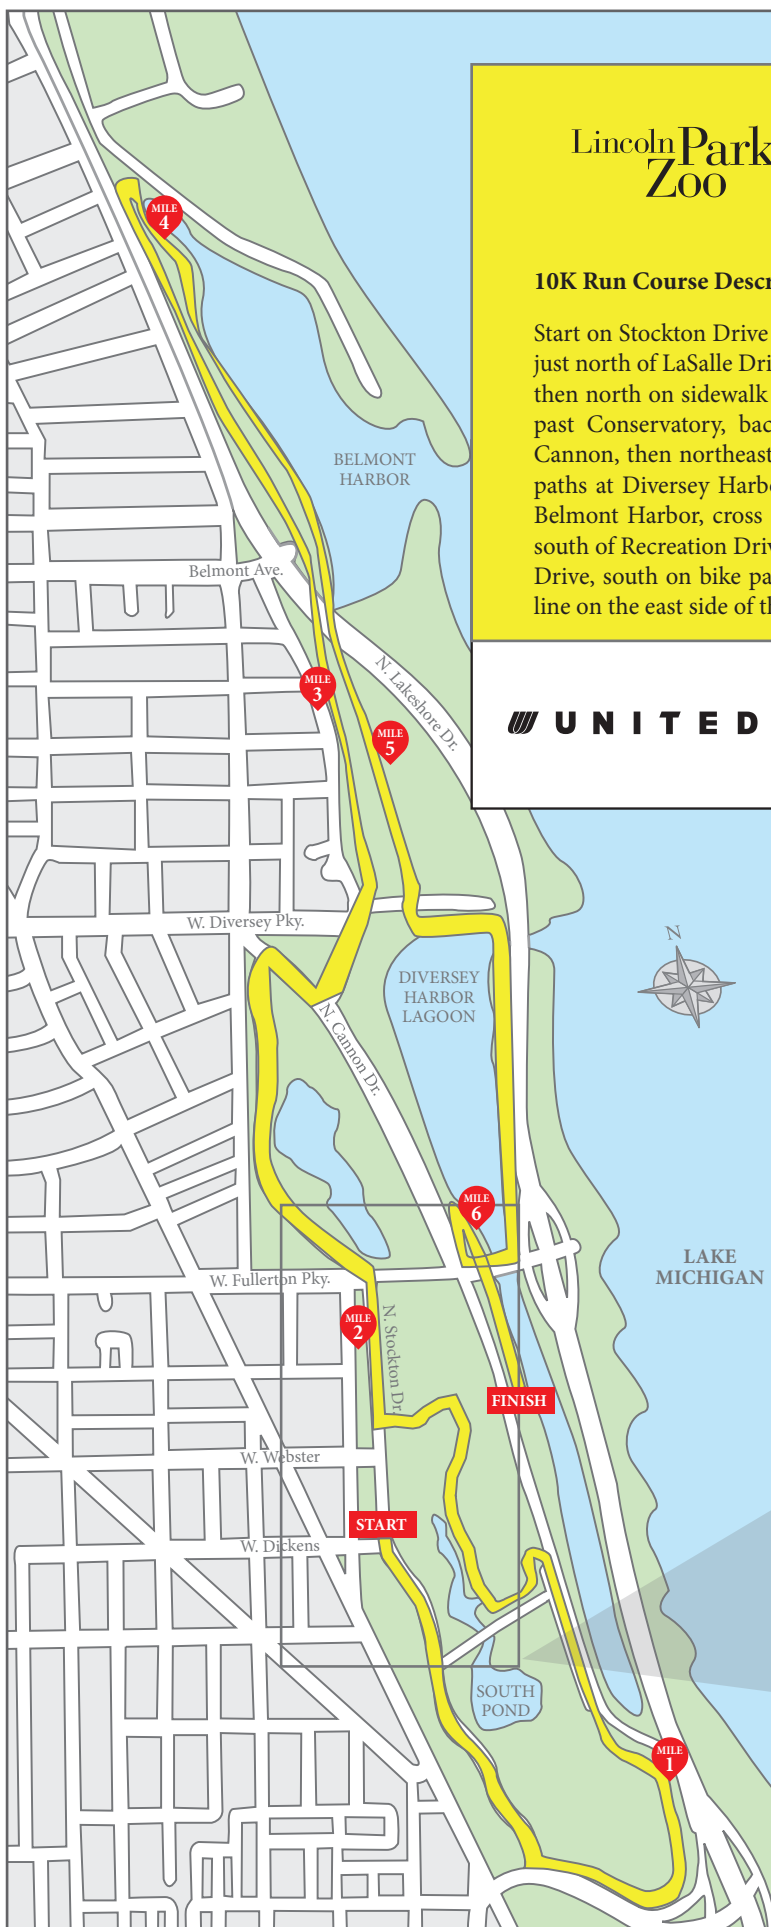 Lincoln Park
Zoo
10K Run Course Descr
Start on Stockton Drive
just north of LaSalle Dri
then north on sidewalk
past Conservatory, bac
Cannon, then northeast
paths at Diversey Harbo
Belmont Harbor, cross
south of Recreation Driv
Drive, south on bike pa
line on the east side of th
UNITED
MILE
4
BELMONT
HARBOR
Belmont Ave.
MILE
3
N. Lakeshore Dr.
MILE
5
W. Diversey Pky.
N
DIVERSEY
HARBOR
LAGOON
N. Cannon Dr.
MILE
6
LAKE
MICHIGAN
W. Fullerton Pky.
MILE
2
N. Stockton Dr.
FINISH
W. Webster
START
W. Dickens
SOUTH
POND
MILE
1